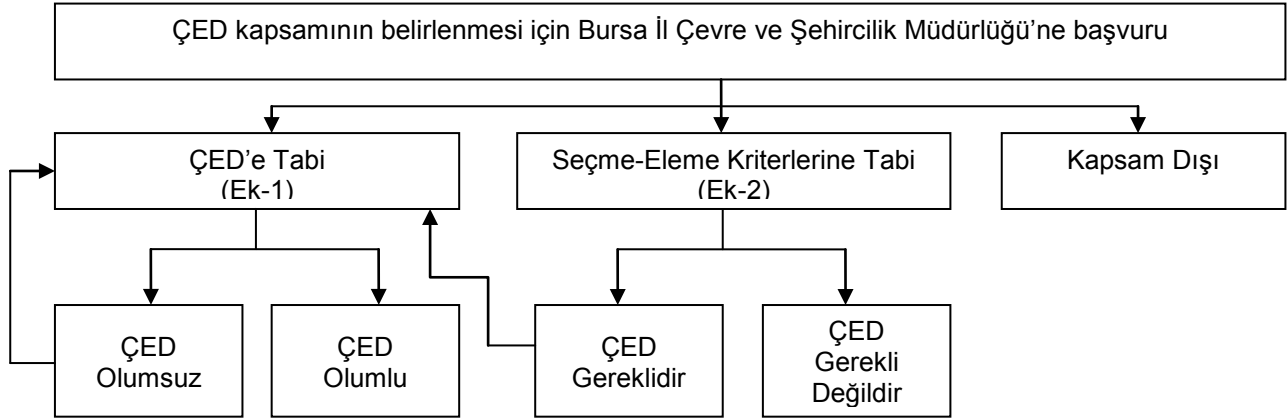 ÇED kapsamının belirlenmesi için Bursa İl Çevre ve Şehircilik Müdürlüğü’ne başvuru
ÇED’e Tabi
(Ek-1)
Seçme-Eleme Kriterlerine Tabi
(Ek-2)
Kapsam Dışı
ÇED
Olumsuz
ÇED
Olumlu
ÇED
Gereklidir
ÇED
Gerekli
Değildir